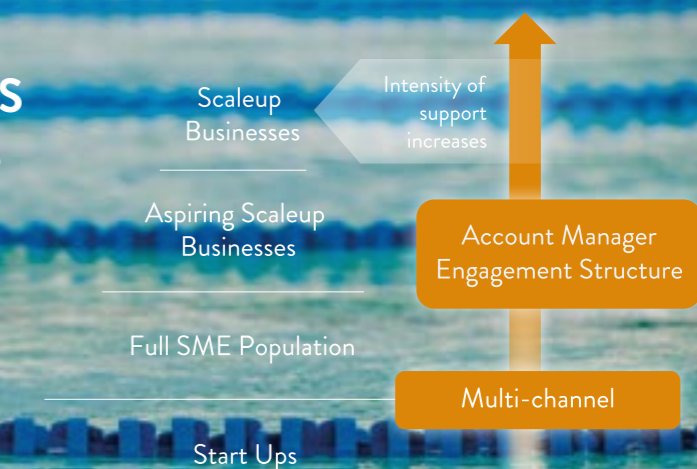 s
Scaleup
Businesses
Intensity of
support
increases
Aspiring Scaleup
Businesses
Account Manager
Engagement Structure
Full SME Population
Multi-channel
Start Ups